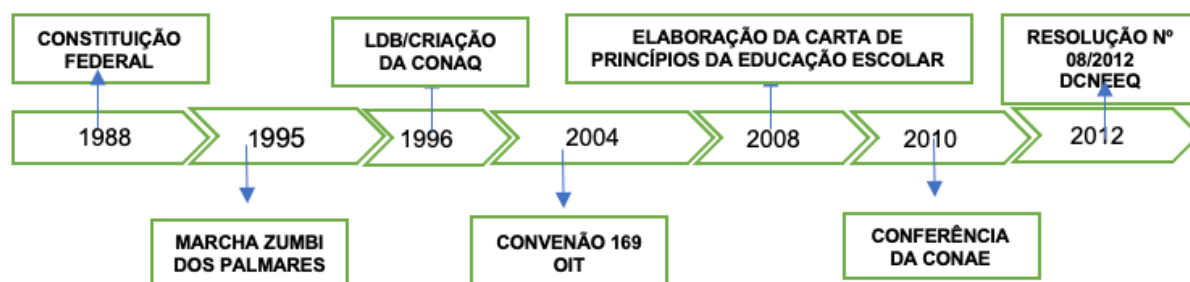 CONSTITUIÇÃO
FEDERAL
LDB/CRIAÇÃO
DA CONAQ
ELABORAÇÃO DA CARTA DE
PRINCÍPIOS DA EDUCAÇÃO ESCOLAR
RESOLUÇÃO Nº
08/2012
DCNEEQ
1988
1995
1996
2004
2008
2010
2012
MARCHA ZUMBI
DOS PALMARES
CONVENÃO 169
OIT
CONFERÊNCIA
DA CONAE